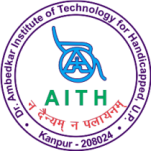 Dr. Ambedkar Institute of Technology for Handicapped, U.P.
AITH
न दैन्यम् न पलायनम्
Kanpur - 208024